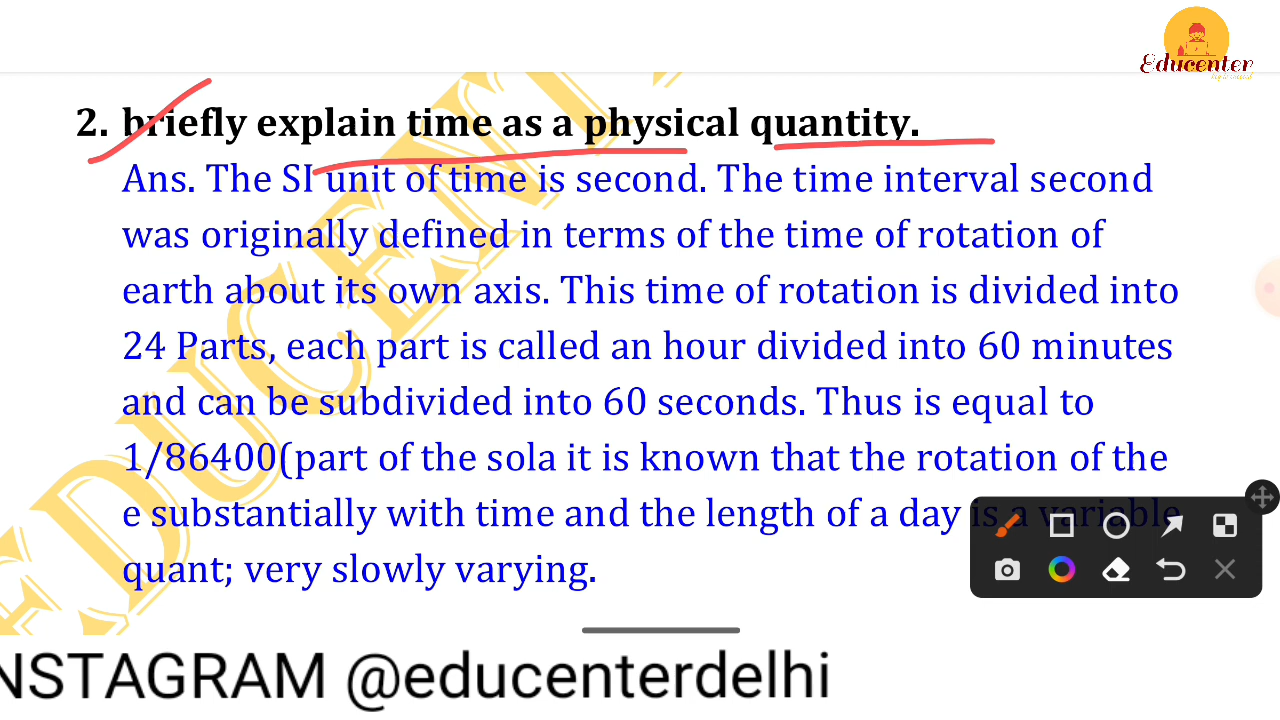 Educenter
2. briefly explain time as a physical quantity.
Ans. The SI unit of time is second. The time interval second
was originally defined in terms of the time of rotation of
earth about its own axis. This time of rotation is divided into
24 Parts, each part is called an hour divided into 60 minutes
and can be subdivided into 60 seconds. Thus is equal to
1/86400(part of the sola it is known that the rotation of the
e substantially with time and the length of a day is a variable
quant; very slowly varying.
EDUCENT
NSTAGRAM @educenterdelhi